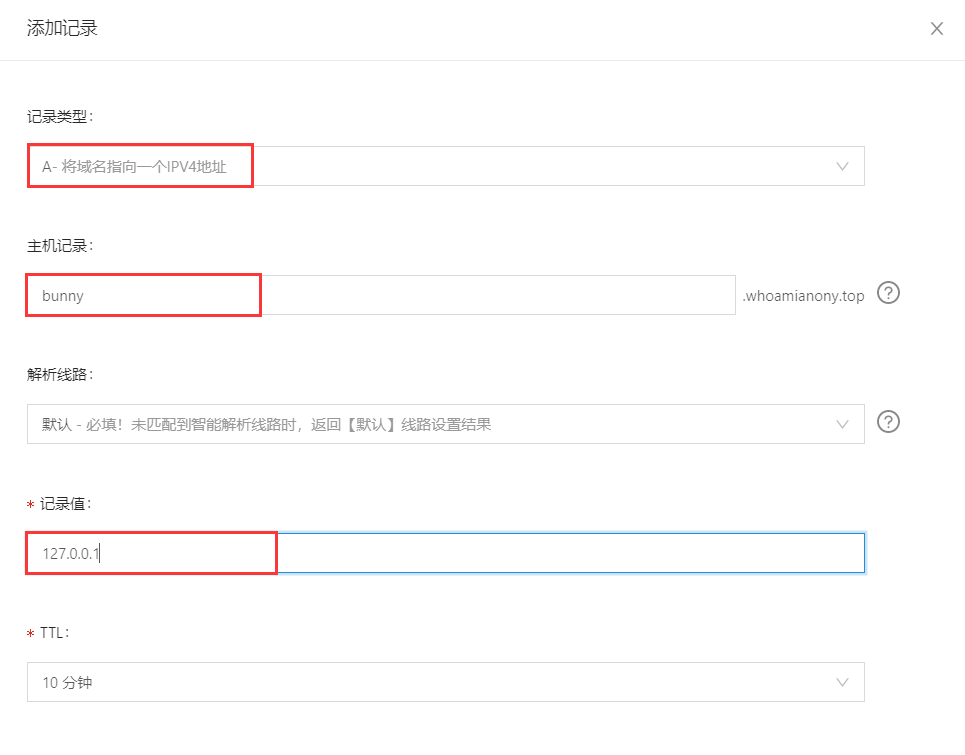 添加记录
记录类型：
A- 将域名指向一个IPV4地址
主机记录：
bunny .whoamianony.top
解析线路：
默认 - 必填！未匹配到智能解析线路时，返回【默认】线路设置结果
* 记录值：
127.0.0.1
* TTL：
10 分钟